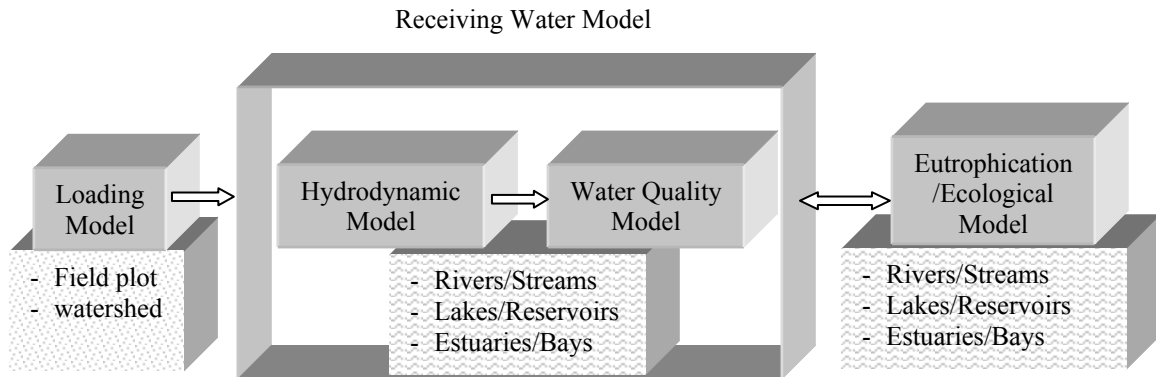 Receiving Water Model
Loading
Model
- Field plot
- watershed
Hydrodynamic
Model
Water Quality
Model
- Rivers/Streams
- Lakes/Reservoirs
- Estuaries/Bays
Eutrophication
/Ecological
Model
- Rivers/Streams
- Lakes/Reservoirs
- Estuaries/Bays